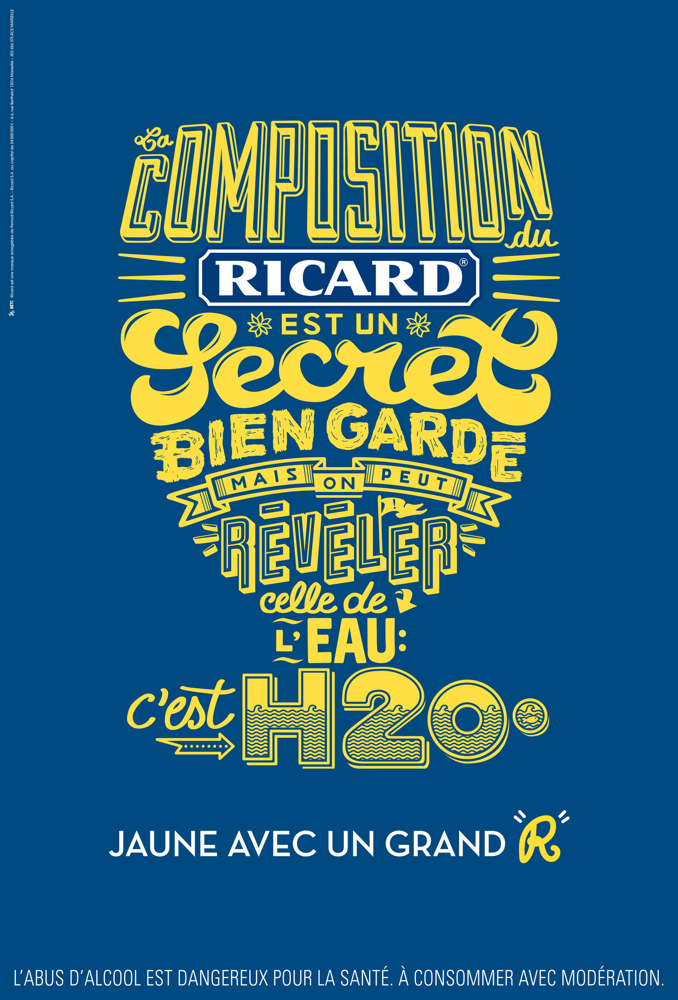 La
COMPOSITION
du
RICARD®
EST UN
Secret
BIEN GARDE
MAIS ON PEUT
RĒVĒLER
celle de
L'EAU:
c'est H2O.
JAUNE AVEC UN GRAND R
L'ABUS D'ALCOOL EST DANGEREUX POUR LA SANTÉ. À CONSOMMER AVEC MODÉRATION.
BETC Ricard est une marque enregistrée de Pernod-Ricard S.A. – Ricard S.A. au capital de 54 000 000 € – 4-6, rue Berthelot 13014 Marseille – 303 656 375 RCS MARSEILLE